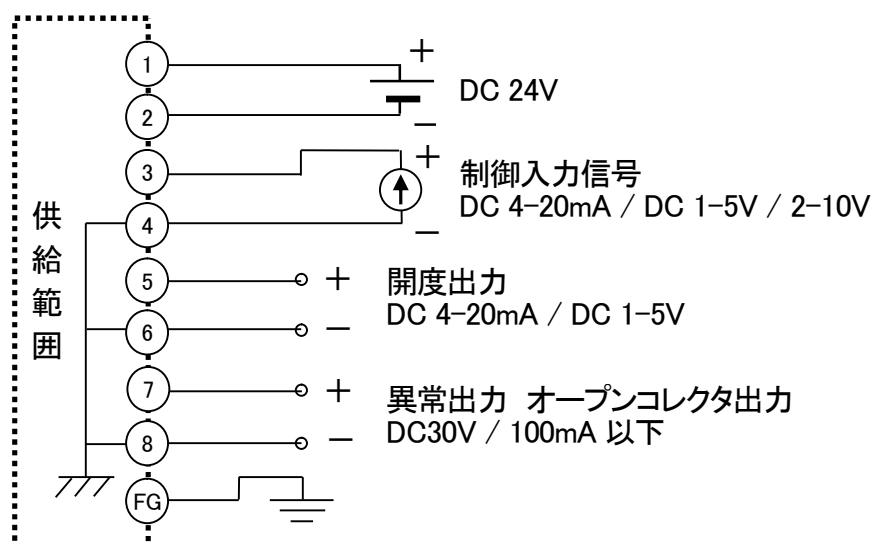 1
+
DC 24V
2
−
3
+
制御入力信号
DC 4-20mA / DC 1-5V / 2-10V
4
−
供給範囲
5
+
開度出力
DC 4-20mA / DC 1-5V
6
−
7
+
異常出力 オープンコレクタ出力
DC30V / 100mA 以下
8
−
FG